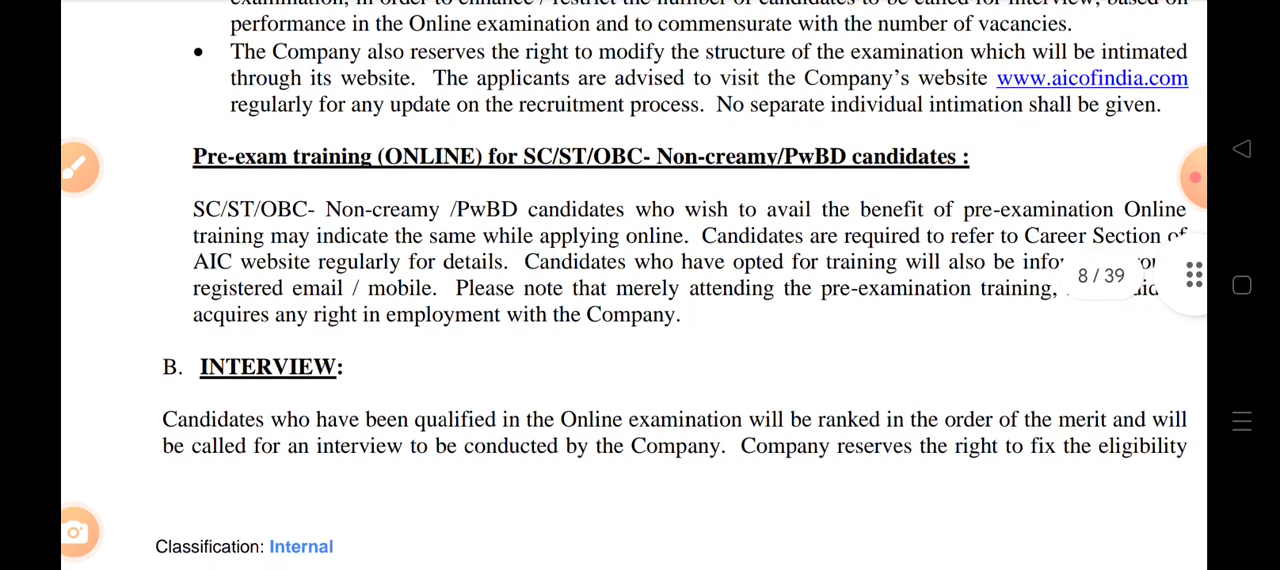 performance in the Online examination and to commensurate with the number of vacancies.
• The Company also reserves the right to modify the structure of the examination which will be intimated
through its website. The applicants are advised to visit the Company's website www.aicofindia.com
regularly for any update on the recruitment process. No separate individual intimation shall be given.
Pre-exam training (ONLINE) for SC/ST/OBC- Non-creamy/PwBD candidates :
SC/ST/OBC- Non-creamy /PwBD candidates who wish to avail the benefit of pre-examination Online
training may indicate the same while applying online. Candidates are required to refer to Career Section of
AIC website regularly for details. Candidates who have opted for training will also be
8 / 39
registered email / mobile. Please note that merely attending the pre-examination training,
acquires any right in employment with the Company.
B. INTERVIEW:
Candidates who have been qualified in the Online examination will be ranked in the order of the merit and will
be called for an interview to be conducted by the Company. Company reserves the right to fix the eligibility
Classification: Internal